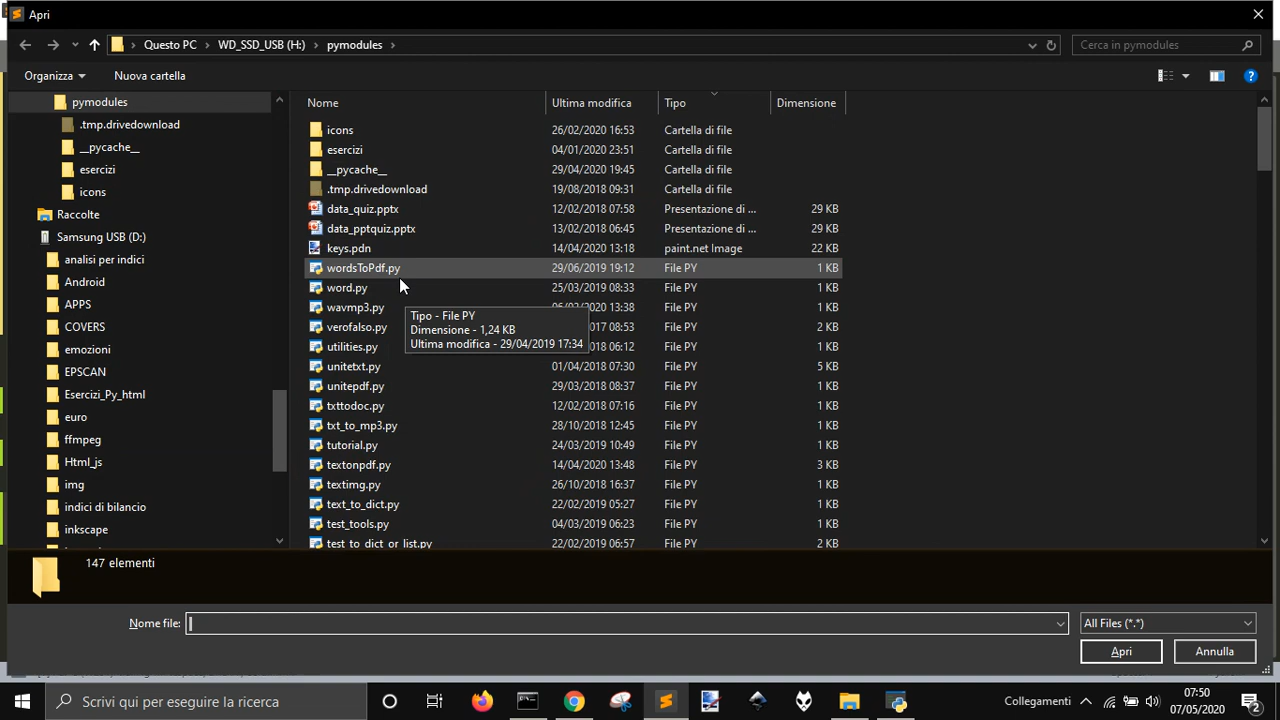 Apri
Questo PC > WD_SSD_USB (H:) > pymodules >
Cerca in pymodules
Organizza
Nuova cartella
pymodules
.tmp.drivedownload
__pycache__
esercizi
icons
Raccolte
Samsung USB (D:)
analisi per indici
Android
APPS
COVERS
emozioni
EPSCAN
Esercizi_Py_html
euro
ffmpeg
Html_js
img
indici di bilancio
inkscape
Nome Ultima modifica Tipo Dimensione
icons 26/02/2020 16:53 Cartella di file
esercizi 04/01/2020 23:51 Cartella di file
__pycache__ 29/04/2020 19:45 Cartella di file
.tmp.drivedownload 19/08/2018 09:31 Cartella di file
data_quiz.pptx 12/02/2018 07:58 Presentazione di ... 29 KB
data_pptquiz.pptx 13/02/2018 06:45 Presentazione di ... 29 KB
keys.pdn 14/04/2020 13:18 paint.net Image 22 KB
wordsToPdf.py 29/06/2019 19:12 File PY 1 KB
word.py 25/03/2019 08:33 File PY 1 KB
wavmp3.py 2020 13:38 File PY 1 KB
verofalso.py 2017 08:53 File PY 2 KB
utilities.py 2018 06:12 File PY 1 KB
unitetxt.py 01/04/2018 07:30 File PY 5 KB
unitepdf.py 29/03/2018 08:37 File PY 1 KB
txttodoc.py 12/02/2018 07:16 File PY 1 KB
txt_to_mp3.py 28/10/2018 12:45 File PY 1 KB
tutorial.py 24/03/2019 10:49 File PY 1 KB
textonpdf.py 14/04/2020 13:48 File PY 3 KB
textimg.py 26/10/2018 16:37 File PY 1 KB
text_to_dict.py 22/02/2019 05:27 File PY 1 KB
test_tools.py 04/03/2019 06:23 File PY 1 KB
test_to_dict_or_list.py 22/02/2019 06:57 File PY 2 KB
Tipo - File PY
Dimensione - 1,24 KB
Ultima modifica - 29/04/2019 17:34
147 elementi
Nome file:
All Files (*.*)
Apri
Annulla
Scrivi qui per eseguire la ricerca
Collegamenti
07:50
07/05/2020
2